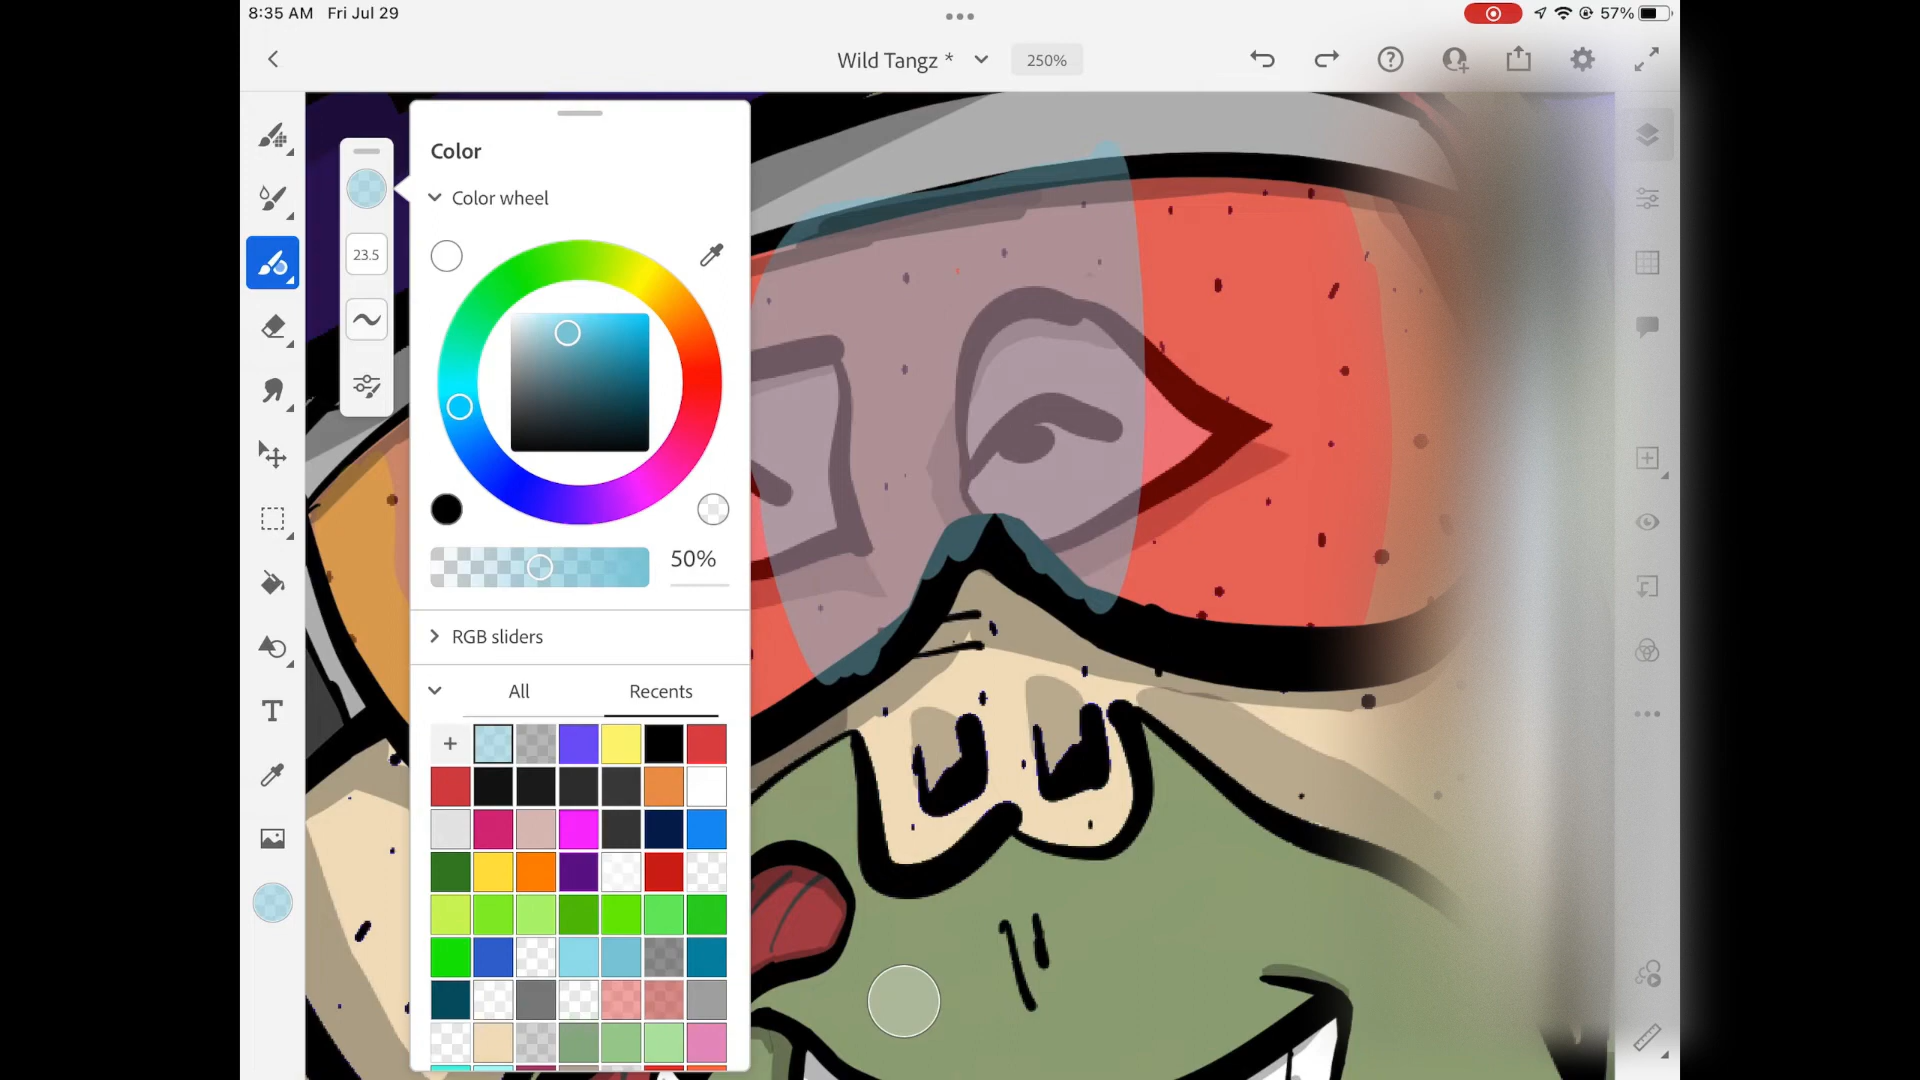 8:35 AM Fri Jul 29
57%
Wild Tangz *
250%
Color
Color wheel
23.5
50%
RGB sliders
All
Recents